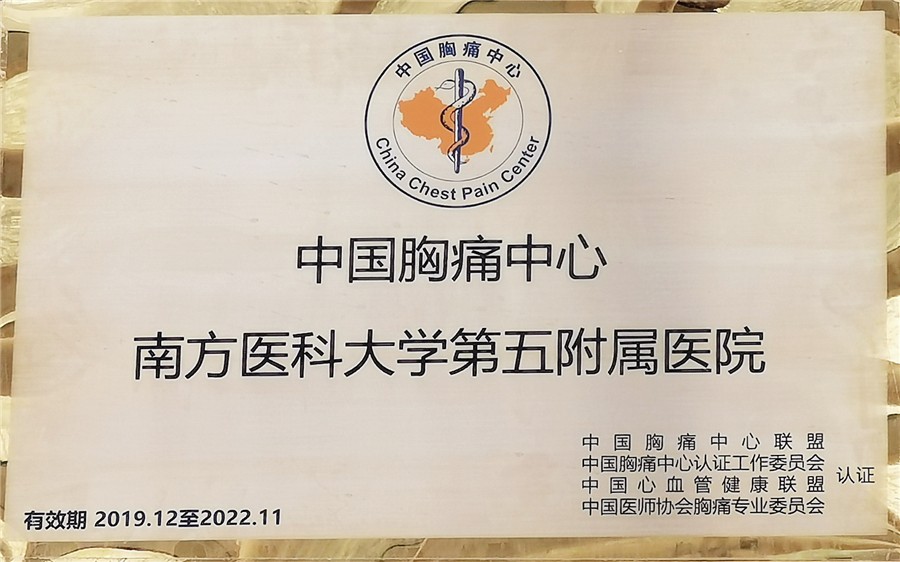 中国胸痛中心
China Chest Pain Center
中国胸痛中心
南方医科大学第五附属医院
中国胸痛中心联盟
中国胸痛中心认证工作委员会
中国心血管健康联盟
中国医师协会胸痛专业委员会
认证
有效期 2019.12至2022.11